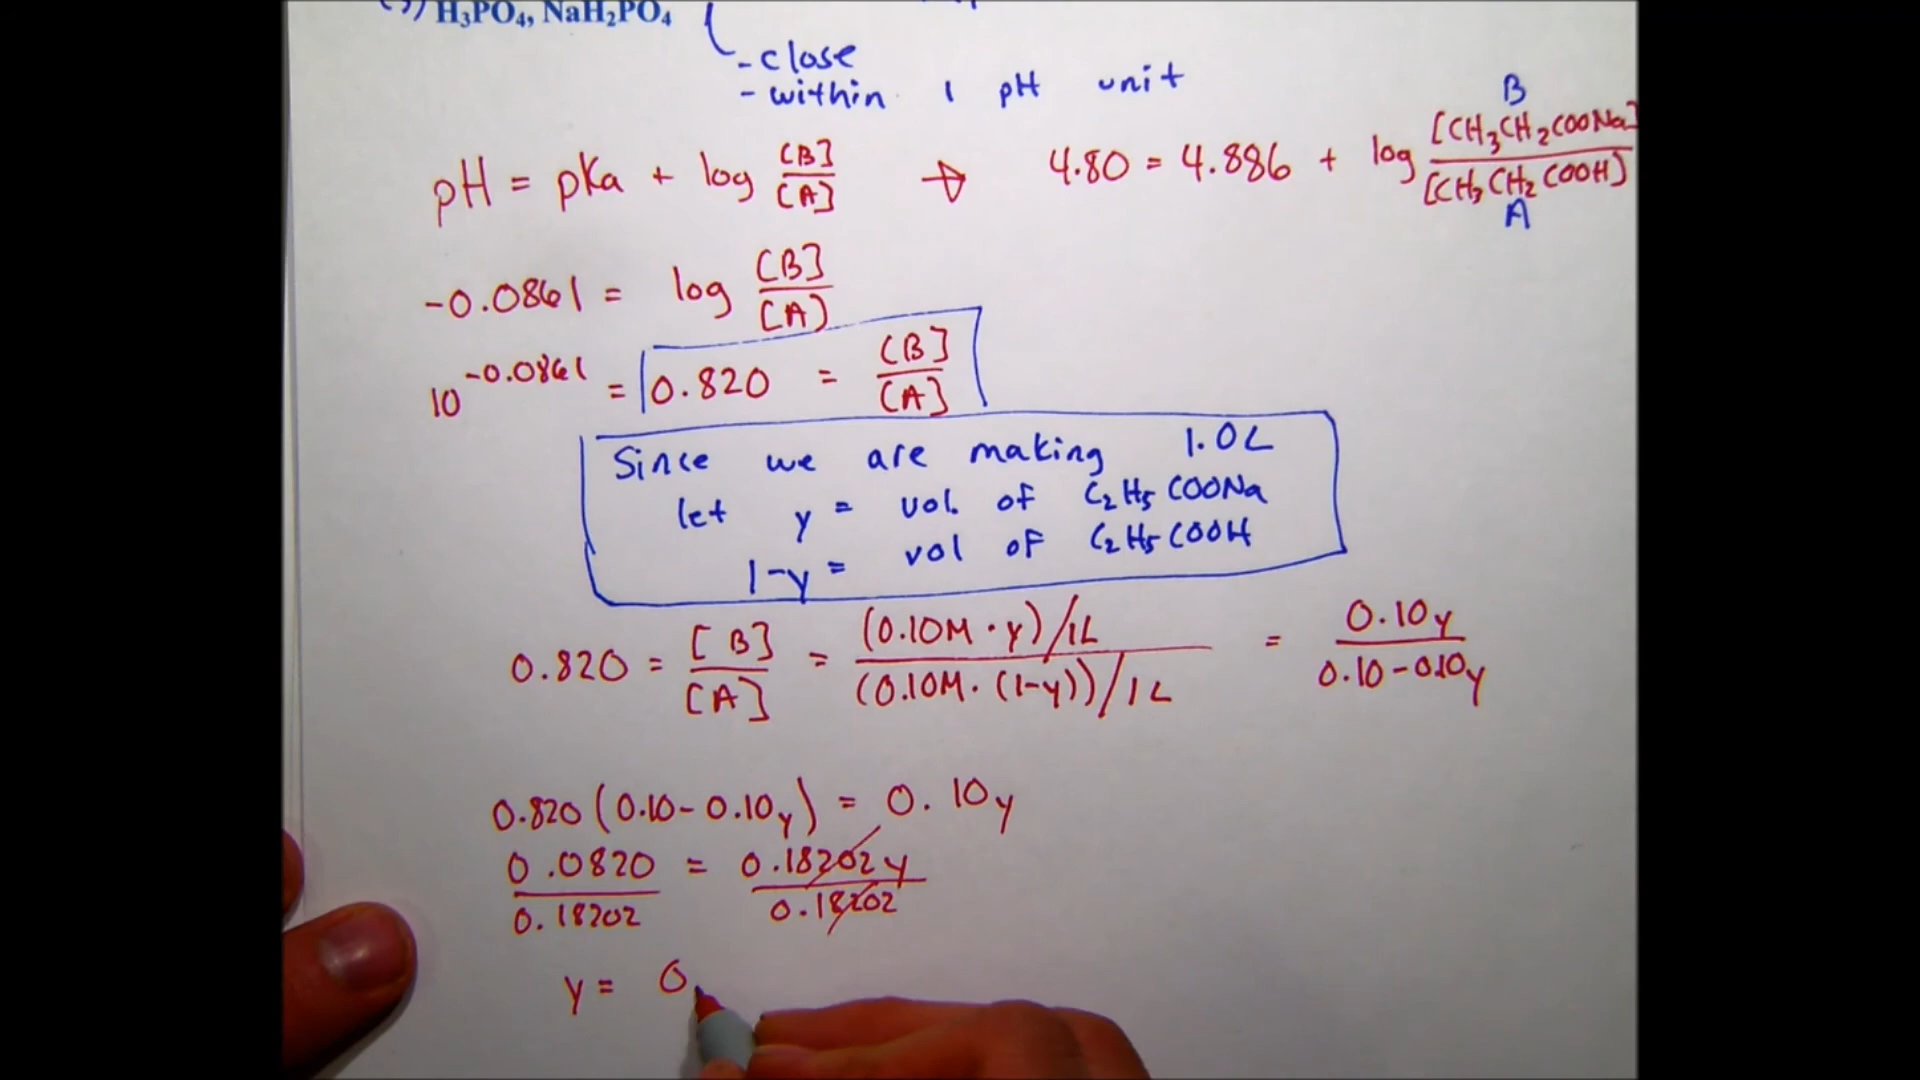 H₃PO₄, NaH₂PO₄
-close
-within 1 pH unit
pH = pKa + log [B]/[A] → 4.80 = 4.886 + log [CH₃CH₂COONa]/[CH₃CH₂COOH]
B
A
-0.0861 = log [B]/[A]
10^-0.0861 = 0.820 = [B]/[A]
Since we are making 1.0L
let y = vol. of C₂H₅COONa
1-y = vol of C₂H₅COOH
0.820 = [B]/[A] = (0.10M · y)/1L / (0.10M · (1-y))/1L = 0.10y / 0.10-0.10y
0.820(0.10-0.10y) = 0.10y
0.0820 = 0.18202y
0.18202 0.18202
y = 0.